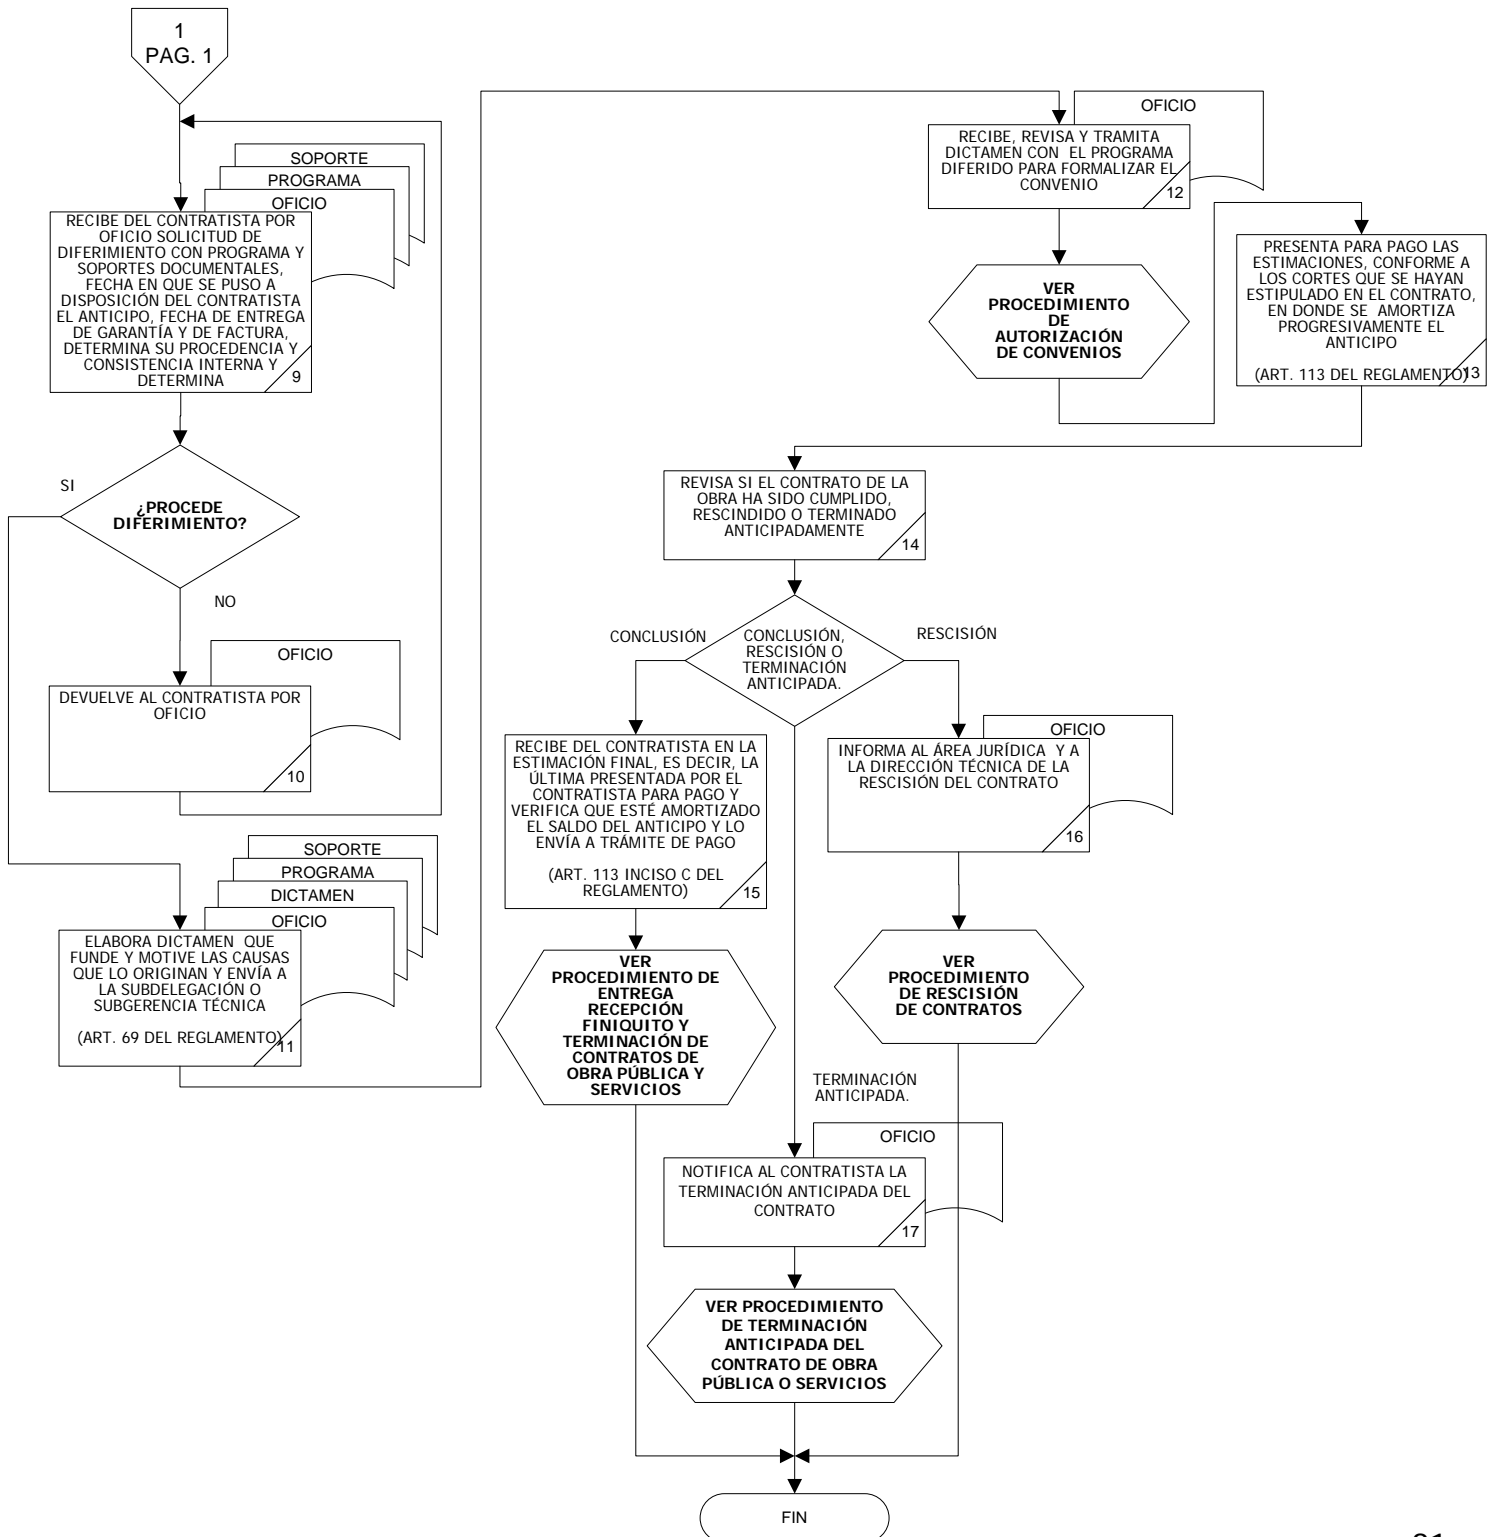 1
PAG. 1
SOPORTE
PROGRAMA
OFICIO
RECIBE DEL CONTRATISTA POR
OFICIO SOLICITUD DE
DIFERIMIENTO CON PROGRAMA Y
SOPORTES DOCUMENTALES,
FECHA EN QUE SE PUSO A
DISPOSICIÓN DEL CONTRATISTA
EL ANTICIPO, FECHA DE ENTREGA
DE GARANTÍA Y DE FACTURA,
DETERMINA SU PROCEDENCIA Y
CONSISTENCIA INTERNA Y
DETERMINA
9
SI
¿PROCEDE
DIFERIMIENTO?
NO
OFICIO
DEVUELVE AL CONTRATISTA POR
OFICIO
10
SOPORTE
PROGRAMA
DICTAMEN
OFICIO
ELABORA DICTAMEN QUE
FUNDE Y MOTIVE LAS CAUSAS
QUE LO ORIGINAN Y ENVÍA A
LA SUBDELEGACIÓN O
SUBGERENCIA TÉCNICA
(ART. 69 DEL REGLAMENTO)
11
OFICIO
RECIBE, REVISA Y TRAMITA
DICTAMEN CON EL PROGRAMA
DIFERIDO PARA FORMALIZAR EL
CONVENIO
12
VER
PROCEDIMIENTO
DE
AUTORIZACIÓN
DE CONVENIOS
PRESENTA PARA PAGO LAS
ESTIMACIONES, CONFORME A
LOS CORTES QUE SE HAYAN
ESTIPULADO EN EL CONTRATO,
EN DONDE SE AMORTIZA
PROGRESIVAMENTE EL
ANTICIPO
(ART. 113 DEL REGLAMENTO)
13
REVISA SI EL CONTRATO DE LA
OBRA HA SIDO CUMPLIDO,
RESCINDIDO O TERMINADO
ANTICIPADAMENTE
14
CONCLUSIÓN
CONCLUSIÓN,
RESCISIÓN O
TERMINACIÓN
ANTICIPADA.
RESCISIÓN
RECIBE DEL CONTRATISTA EN LA
ESTIMACIÓN FINAL, ES DECIR, LA
ÚLTIMA PRESENTADA POR EL
CONTRATISTA PARA PAGO Y
VERIFICA QUE ESTÉ AMORTIZADO
EL SALDO DEL ANTICIPO Y LO
ENVÍA A TRÁMITE DE PAGO
(ART. 113 INCISO C DEL
REGLAMENTO)
15
VER
PROCEDIMIENTO DE
ENTREGA
RECEPCIÓN
FINIQUITO Y
TERMINACIÓN DE
CONTRATOS DE
OBRA PÚBLICA Y
SERVICIOS
OFICIO
INFORMA AL ÁREA JURÍDICA Y A
LA DIRECCIÓN TÉCNICA DE LA
RESCISIÓN DEL CONTRATO
16
VER
PROCEDIMIENTO
DE RESCISIÓN
DE CONTRATOS
TERMINACIÓN
ANTICIPADA.
OFICIO
NOTIFICA AL CONTRATISTA LA
TERMINACIÓN ANTICIPADA DEL
CONTRATO
17
VER PROCEDIMIENTO
DE TERMINACIÓN
ANTICIPADA DEL
CONTRATO DE OBRA
PÚBLICA O SERVICIOS
FIN